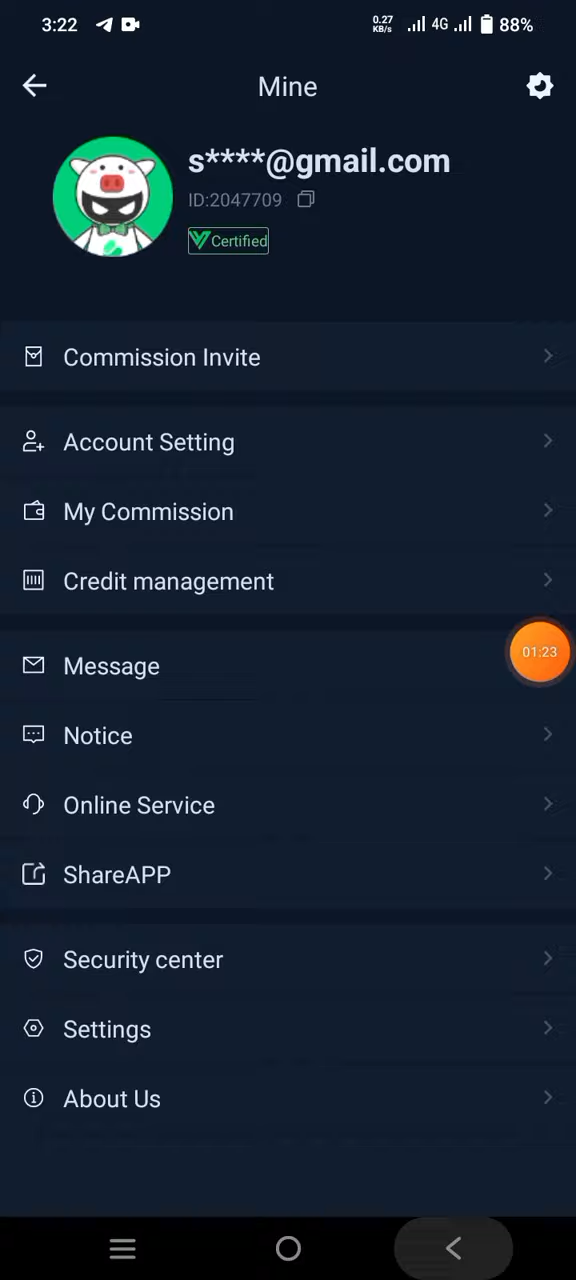 3:22
0.27
KB/s
4G
88%
Mine
s****@gmail.com
ID:2047709
Certified
Commission Invite
Account Setting
My Commission
Credit management
01:23
Message
Notice
Online Service
ShareAPP
Security center
Settings
About Us